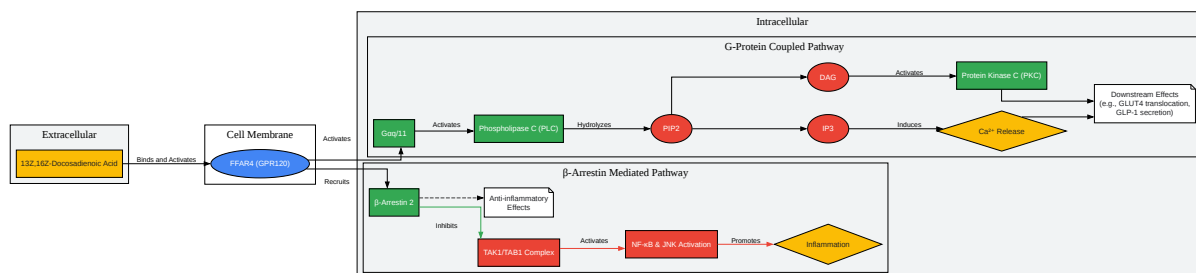 Intracellular
G-Protein Coupled Pathway
DAG
Activates
Protein Kinase C (PKC)
Downstream Effects
(e.g., GLUT4 translocation,
GLP-1 secretion)
Extracellular
Cell Membrane
Activates
Gαq/11
Activates
Phospholipase C (PLC)
Hydrolyzes
PIP2
IP3
Induces
Ca²⁺ Release
13Z,16Z-Docosadienoic Acid
Binds and Activates
FFAR4 (GPR120)
Recruits
β-Arrestin Mediated Pathway
β-Arrestin 2
Anti-inflammatory
Effects
Inhibits
TAK1/TAB1 Complex
Activates
NF-κB & JNK Activation
Promotes
Inflammation